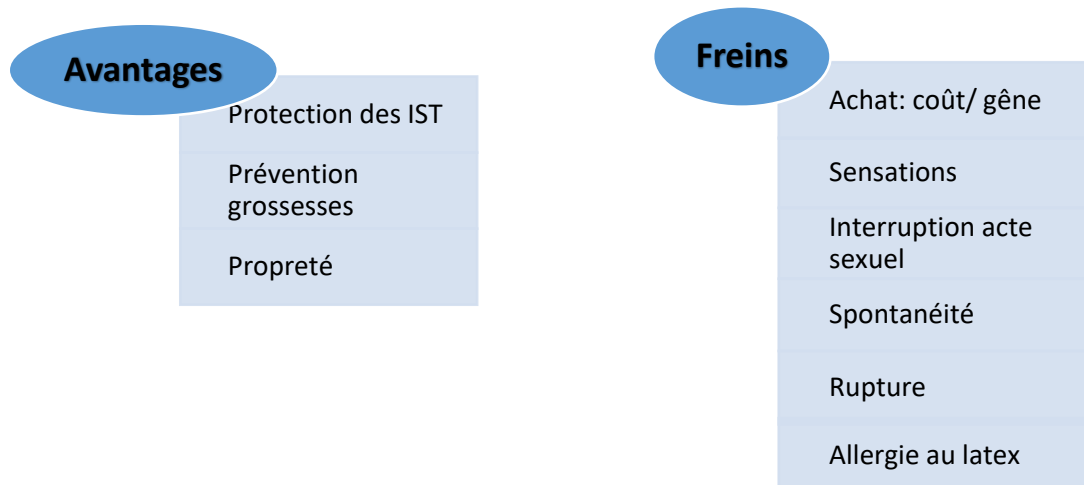 Avantages
Protection des IST
Prévention
grossesses
Propreté
Freins
Achat: coût/ gêne
Sensations
Interruption acte
sexuel
Spontanéité
Rupture
Allergie au latex